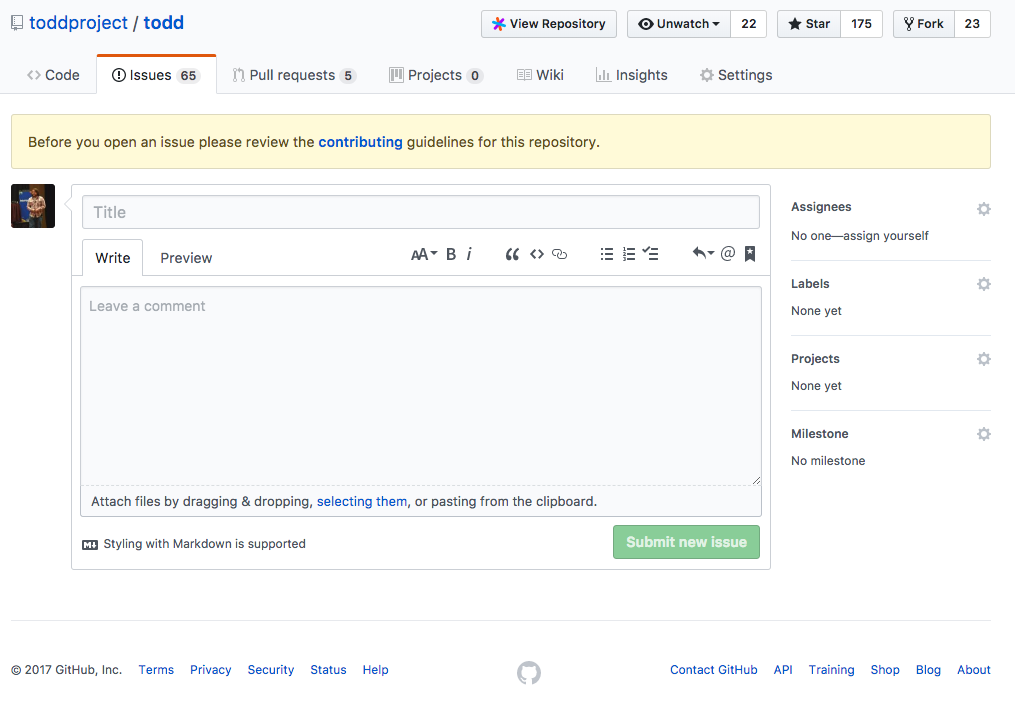 toddproject / todd
View Repository
Unwatch 22
Star 175
Fork 23
Code
Issues 65
Pull requests 5
Projects 0
Wiki
Insights
Settings
Before you open an issue please review the contributing guidelines for this repository.
Title
Write
Preview
AA B i
Leave a comment
Attach files by dragging & dropping, selecting them, or pasting from the clipboard.
Styling with Markdown is supported
Submit new issue
Assignees
No one—assign yourself
Labels
None yet
Projects
None yet
Milestone
No milestone
© 2017 GitHub, Inc. Terms Privacy Security Status Help
Contact GitHub API Training Shop Blog About